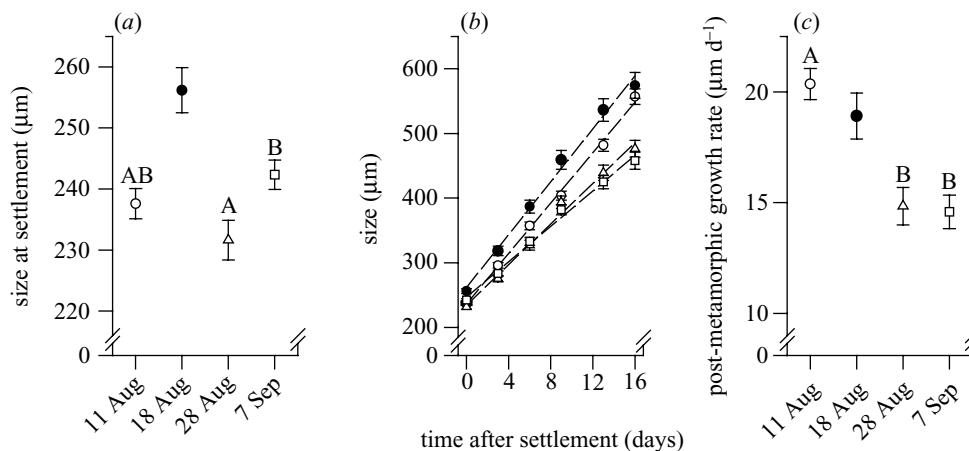 (a)
size at settlement (µm)
260
250
240
230
220
0
AB
A
B
11 Aug
18 Aug
28 Aug
7 Sep
(b)
size (µm)
600
500
400
300
200
0
0 4 8 12 16
time after settlement (days)
(c)
post-metamorphic growth rate (µm d⁻¹)
20
15
10
0
A
B
B
11 Aug
18 Aug
28 Aug
7 Sep